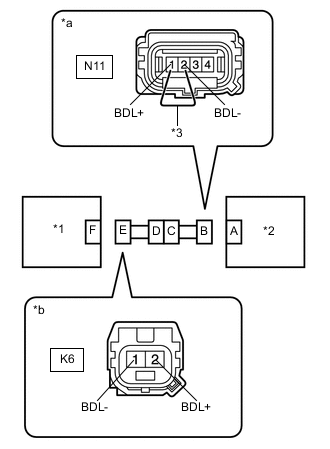 *a
N11
1 2 3 4
BDL+
BDL-
*3
*1
F
E
D
C
B
A
*2
*b
K6
1 2
BDL-
BDL+